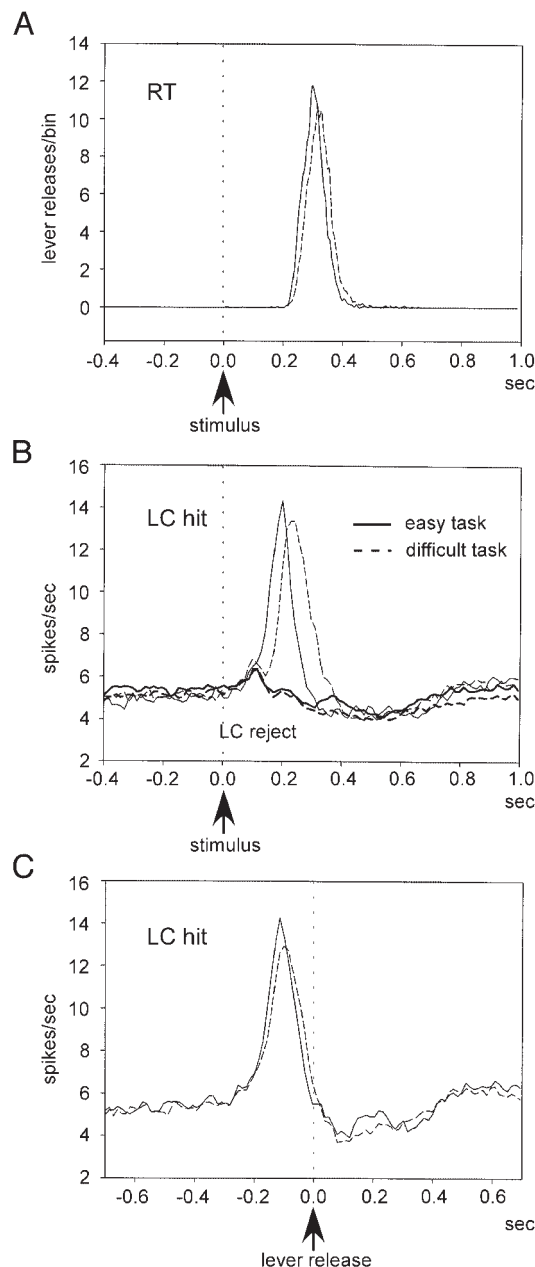 A
14
12
10
8
6
4
2
0
lever releases/bin
RT
-0.4 -0.2 0.0 0.2 0.4 0.6 0.8 1.0
sec
stimulus
B
16
14
12
10
8
6
4
2
spikes/sec
LC hit
easy task
difficult task
LC reject
-0.4 -0.2 0.0 0.2 0.4 0.6 0.8 1.0
sec
stimulus
C
16
14
12
10
8
6
4
2
spikes/sec
LC hit
-0.6 -0.4 -0.2 0.0 0.2 0.4 0.6
sec
lever release